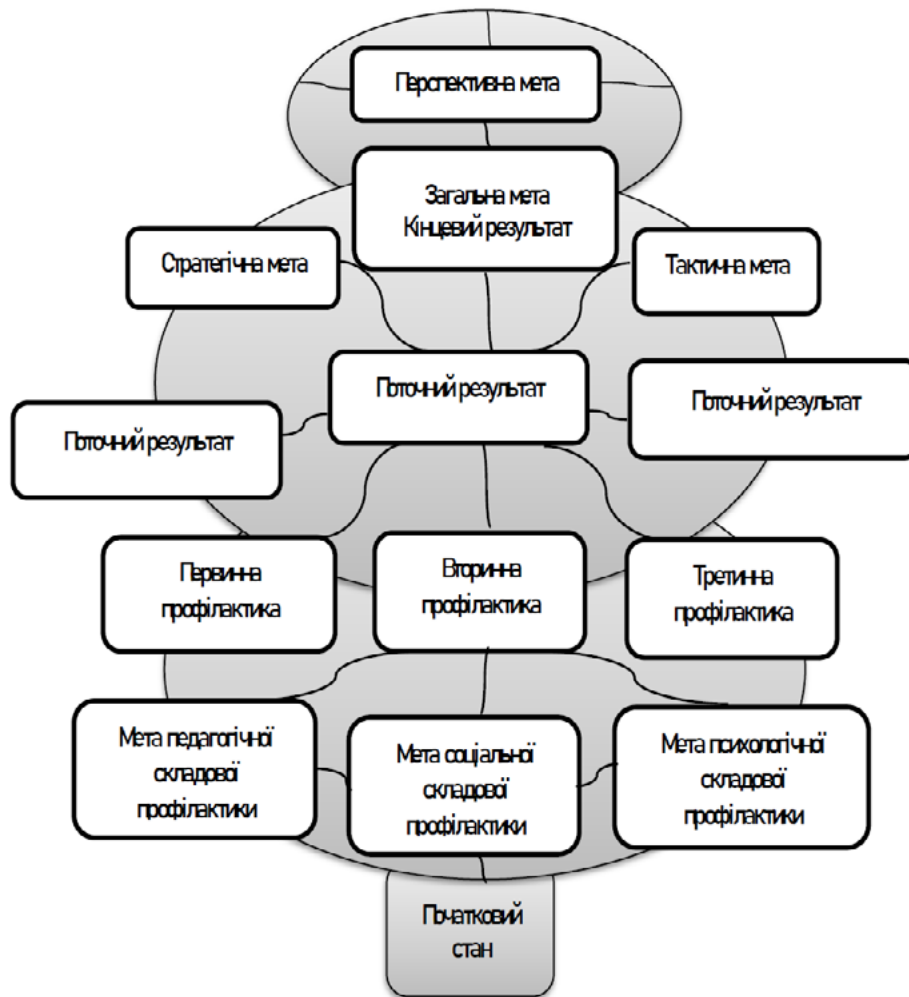 Перспективна мета
Загальна мета
Кінцевий результат
Стратегічна мета
Тактична мета
Поточний результат
Поточний результат
Поточний результат
Первинна
профілактика
Вторинна
профілактика
Третинна
профілактика
Мета педагогічної
складової
профілактики
Мета соціальної
складової
профілактики
Мета психологічної
складової
профілактики
Початковий
стан